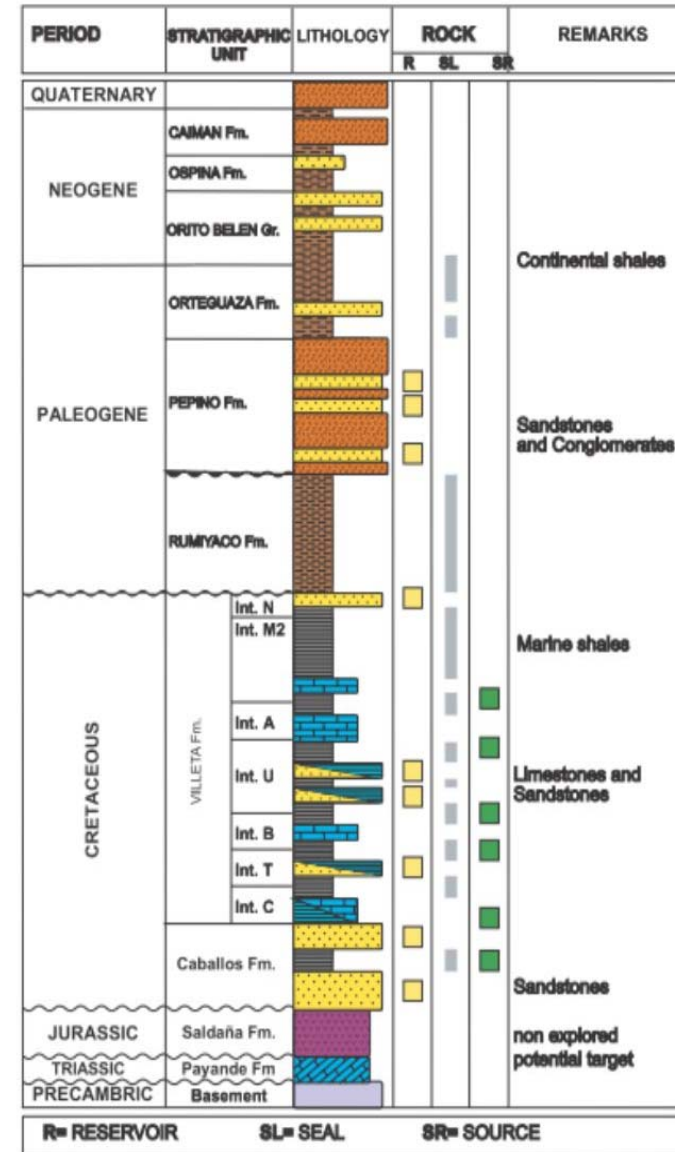 PERIOD
STRATIGRAPHIC
UNIT
LITHOLOGY
ROCK
R SL SR
REMARKS
QUATERNARY
CAIMAN Fm.
NEOGENE
OSPINA Fm.
ORITO BELEN Gr.
Continental shales
ORTEGUAZA Fm.
PALEOGENE
PEPINO Fm.
Sandstones
and Conglomerates
RUMIYACO Fm.
CRETACEOUS
VILLETA Fm.
Int. N
Int. M2
Marine shales
Int. A
Int. U
Limestones and
Sandstones
Int. B
Int. T
Int. C
Caballos Fm.
Sandstones
JURASSIC
Saldaña Fm.
non explored
potential target
TRIASSIC
Payande Fm
PRECAMBRIC
Basement
R= RESERVOIR SL= SEAL SR= SOURCE